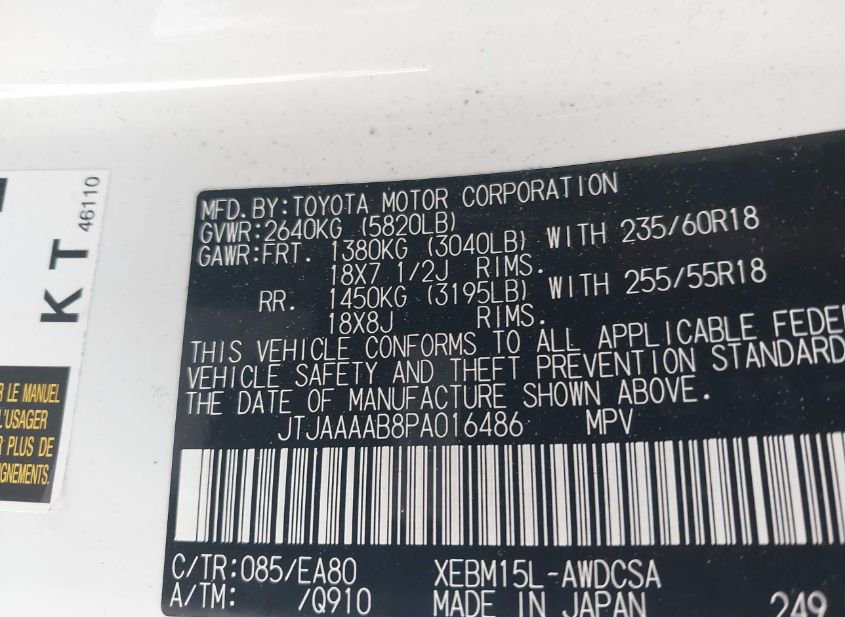 MFD. BY: TOYOTA MOTOR CORPORATION
GVWR: 2640KG (5820LB)
GAWR: FRT. 1380KG (3040LB) WITH 235/60R18
18X7 1/2J RIMS.
RR. 1450KG (3195LB) WITH 255/55R18
18X8J RIMS.
THIS VEHICLE CONFORMS TO ALL APPLICABLE FEDE
VEHICLE SAFETY AND THEFT PREVENTION STANDARD
THE DATE OF MANUFACTURE SHOWN ABOVE.
JTJAAAAB8PA016486 MPV
C/TR: 085/EA80 XEBM15L-AWDCSA
A/TM: /Q910 MADE IN JAPAN 249
KT
46110
R LE MANUEL
L'USAGER
R PLUS DE
IGNEMENTS.